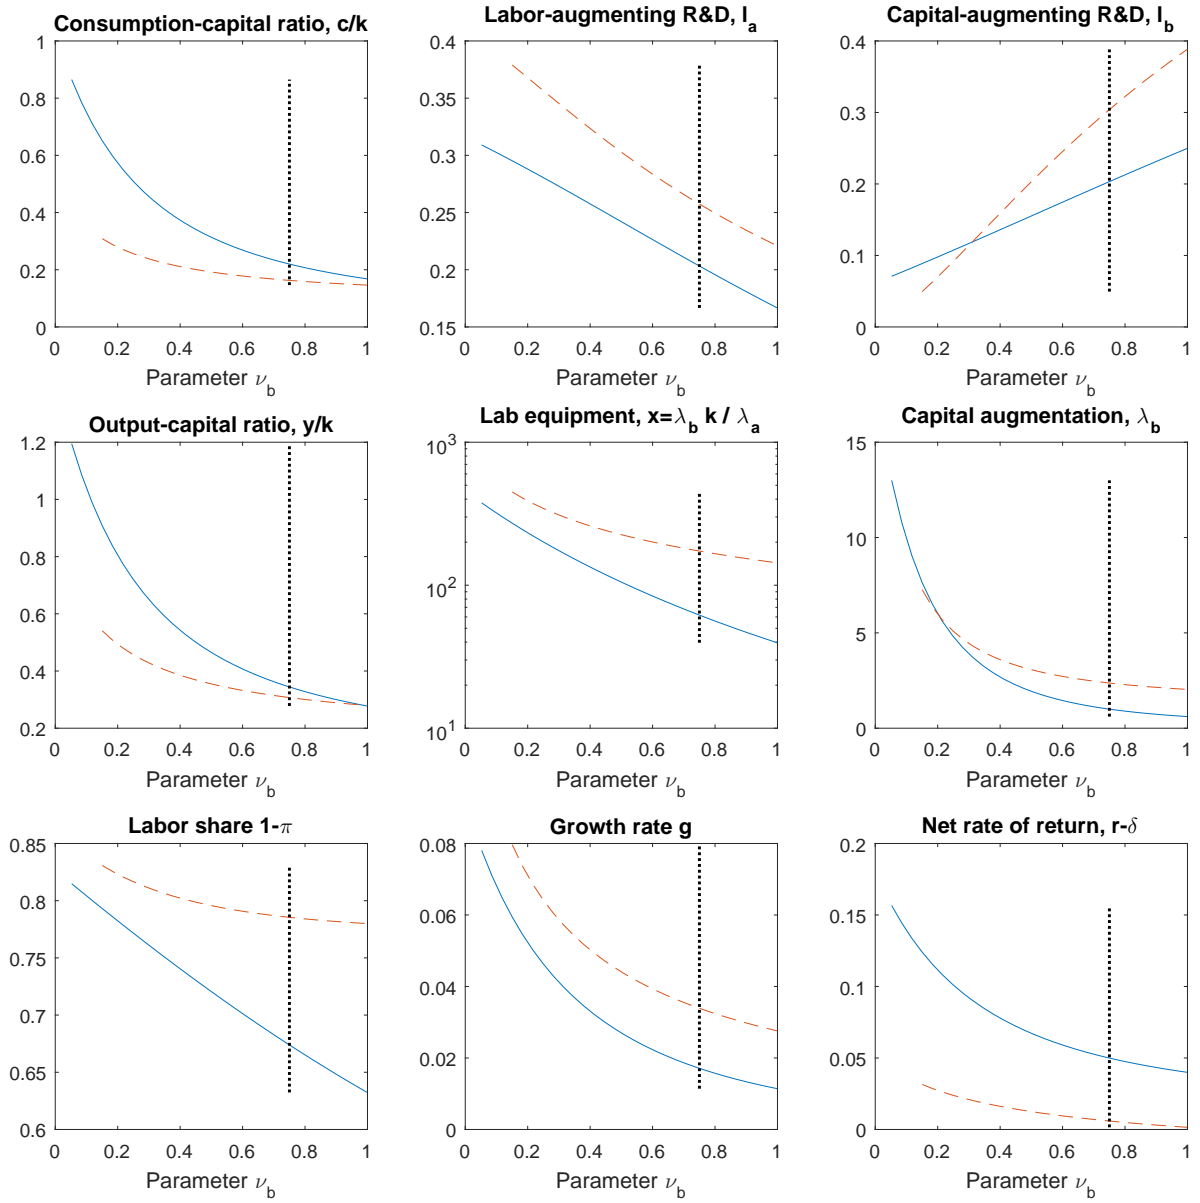 Consumption-capital ratio, c/k
Labor-augmenting R&D, l_a
Capital-augmenting R&D, l_b
1
0.8
0.6
0.4
0.2
0
0 0.2 0.4 0.6 0.8 1
Parameter ν_b
0.4
0.35
0.3
0.25
0.2
0.15
0 0.2 0.4 0.6 0.8 1
Parameter ν_b
0.4
0.3
0.2
0.1
0
0 0.2 0.4 0.6 0.8 1
Parameter ν_b
Output-capital ratio, y/k
Lab equipment, x=λ_b k / λ_a
Capital augmentation, λ_b
1.2
1
0.8
0.6
0.4
0.2
0 0.2 0.4 0.6 0.8 1
Parameter ν_b
10^3
10^2
10^1
0 0.2 0.4 0.6 0.8 1
Parameter ν_b
15
10
5
0
0 0.2 0.4 0.6 0.8 1
Parameter ν_b
Labor share 1-π
Growth rate g
Net rate of return, r-δ
0.85
0.8
0.75
0.7
0.65
0.6
0 0.2 0.4 0.6 0.8 1
Parameter ν_b
0.08
0.06
0.04
0.02
0
0 0.2 0.4 0.6 0.8 1
Parameter ν_b
0.2
0.15
0.1
0.05
0
0 0.2 0.4 0.6 0.8 1
Parameter ν_b